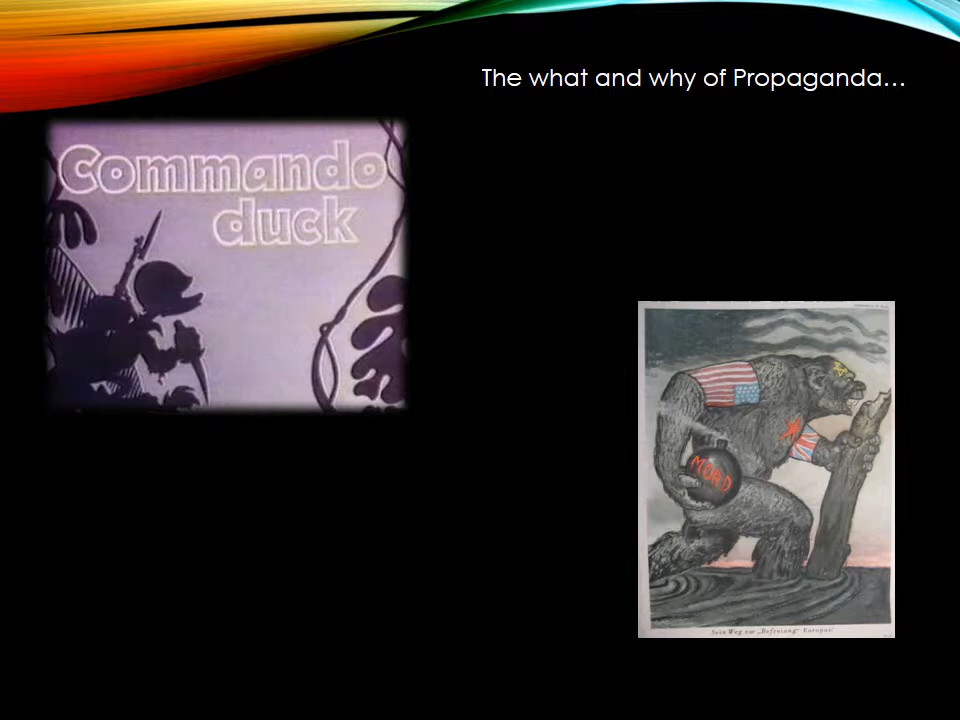 The what and why of Propaganda...
Commando
duck
MORD
Sein Weg zur „Befreiung“ Europas!